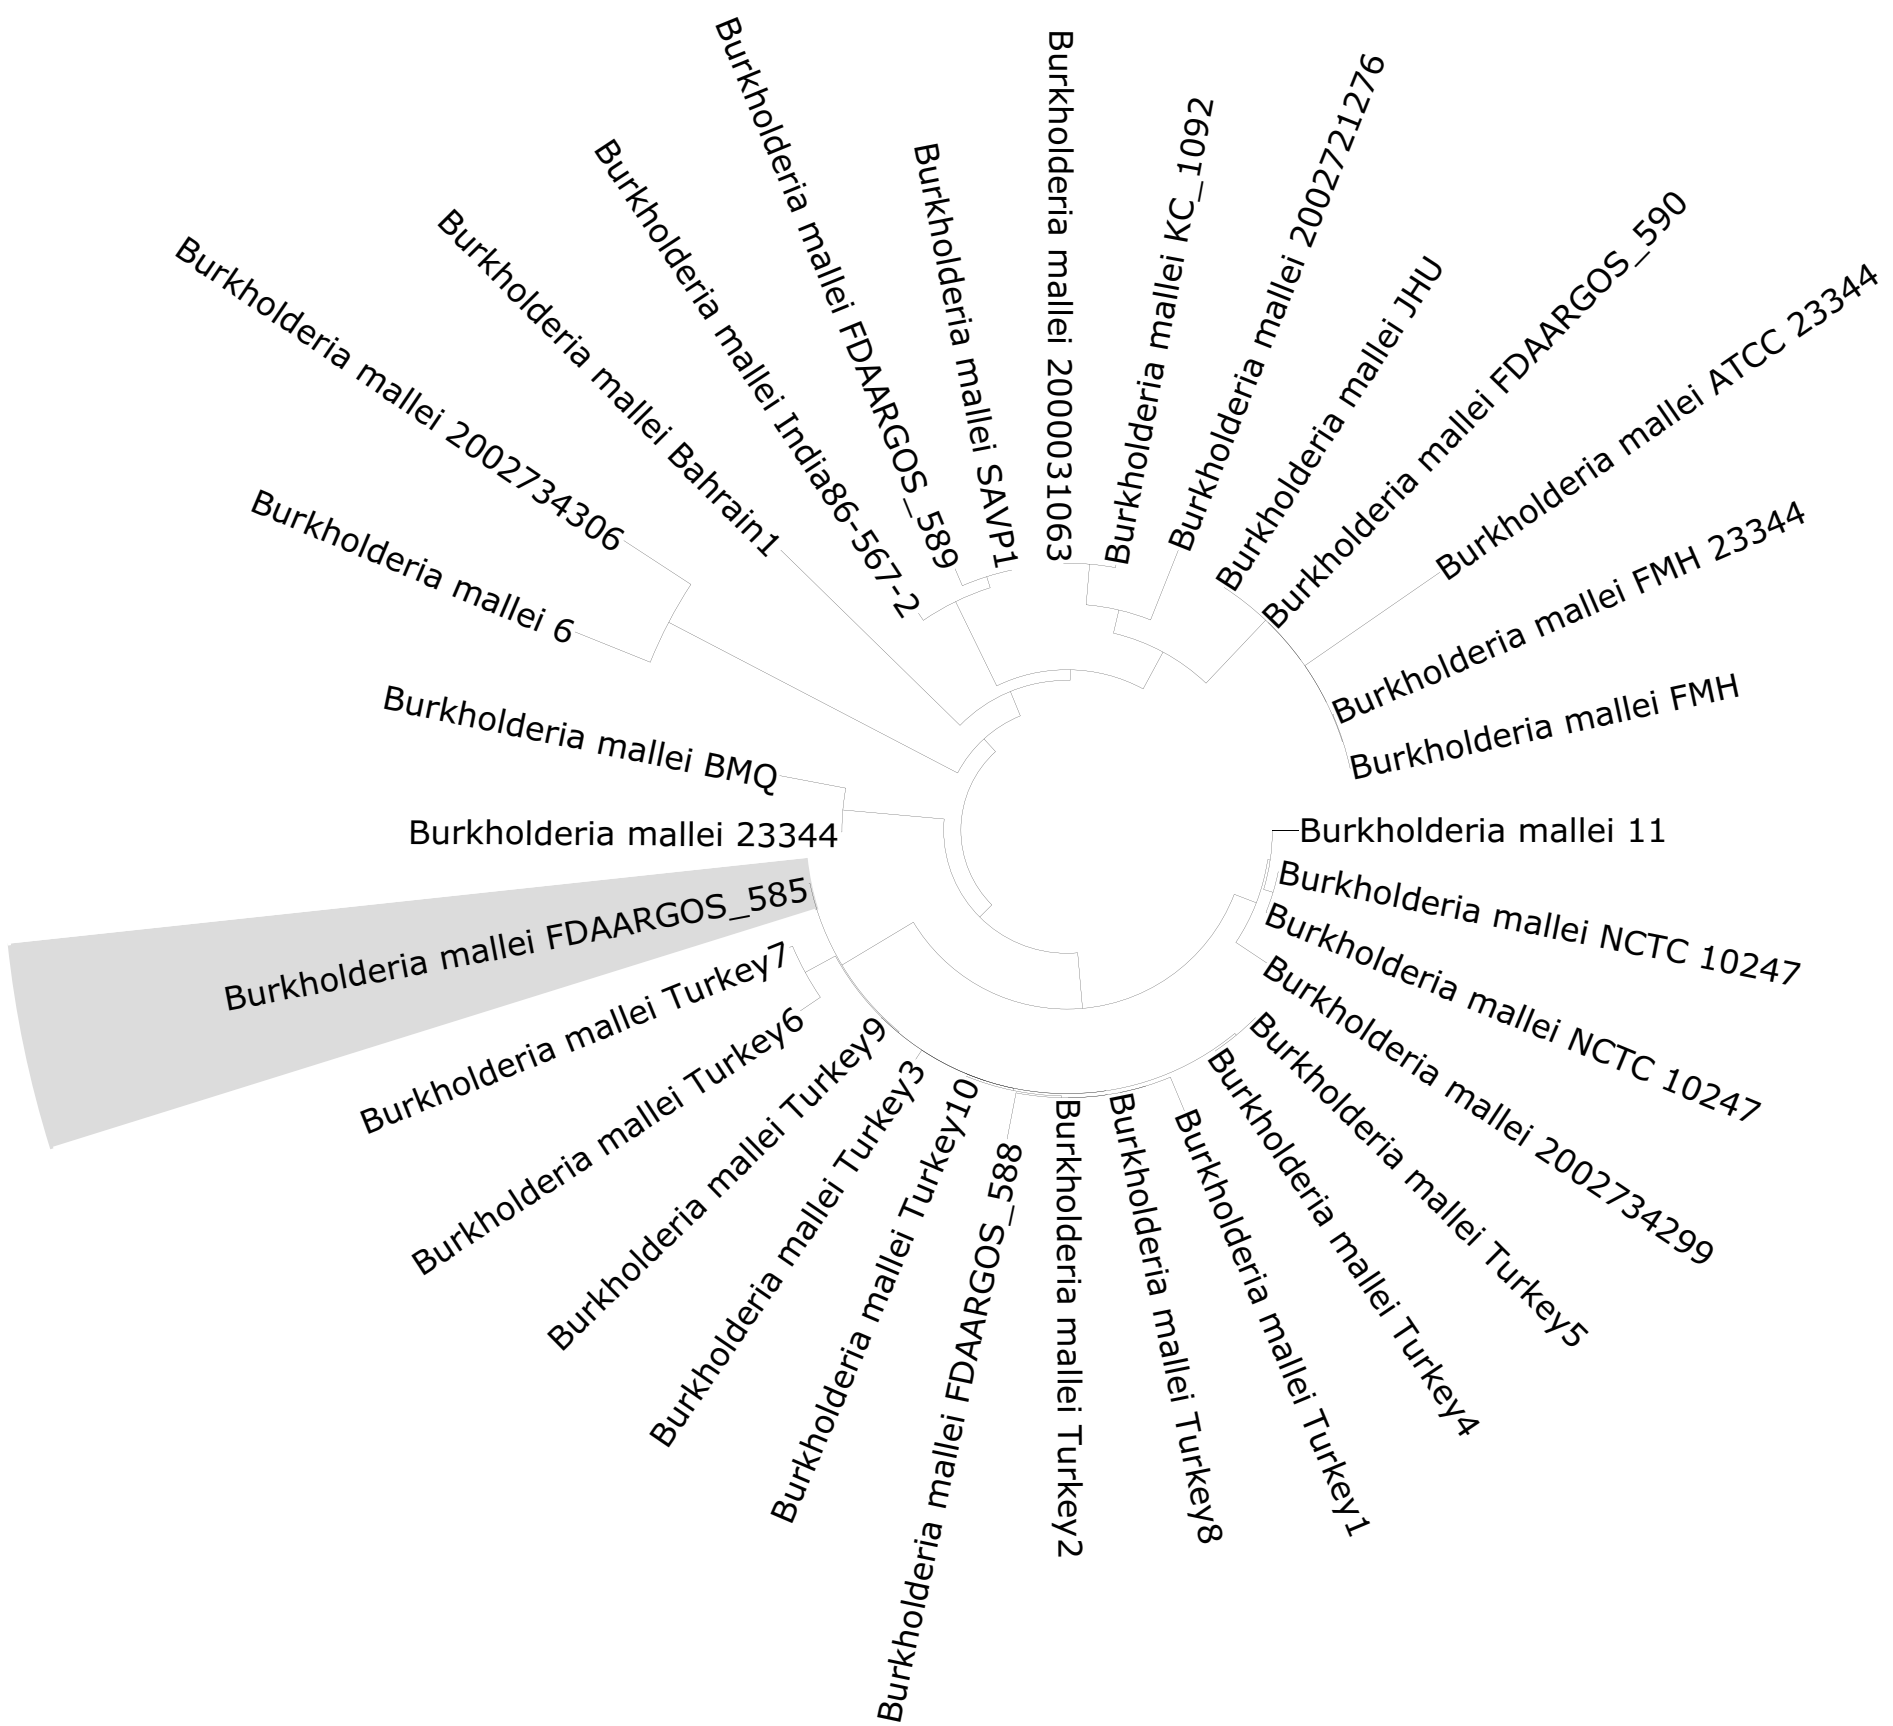 Burkholderia mallei FDAARGOS_589
Burkholderia mallei SAVP1
Burkholderia mallei 2000031063
Burkholderia mallei KC_1092
Burkholderia mallei 2002721276
Burkholderia mallei JHU
Burkholderia mallei FDAARGOS_590
Burkholderia mallei ATCC 23344
Burkholderia mallei FMH 23344
Burkholderia mallei FMH
Burkholderia mallei 11
Burkholderia mallei NCTC 10247
Burkholderia mallei NCTC 10247
Burkholderia mallei 2002734299
Burkholderia mallei Turkey5
Burkholderia mallei Turkey4
Burkholderia mallei Turkey1
Burkholderia mallei Turkey8
Burkholderia mallei Turkey2
Burkholderia mallei FDAARGOS_588
Burkholderia mallei Turkey10
Burkholderia mallei Turkey3
Burkholderia mallei Turkey9
Burkholderia mallei Turkey6
Burkholderia mallei Turkey7
Burkholderia mallei FDAARGOS_585
Burkholderia mallei 23344
Burkholderia mallei BMQ
Burkholderia mallei 6
Burkholderia mallei 2002734306
Burkholderia mallei Bahrain1
Burkholderia mallei India86-567-2